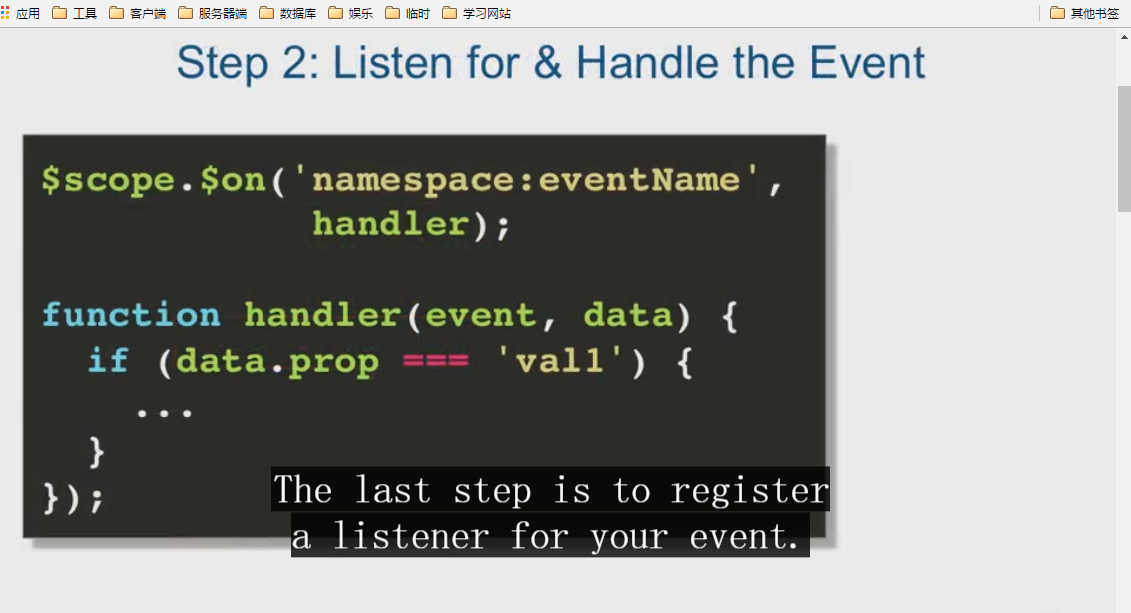 应用 工具 客户端 服务器端 数据库 娱乐 临时 学习网站 其他书签
Step 2: Listen for & Handle the Event
$scope.$on('namespace:eventName',
handler);
function handler(event, data) {
if (data.prop === 'val1') {
...
}
});
The last step is to register
a listener for your event.